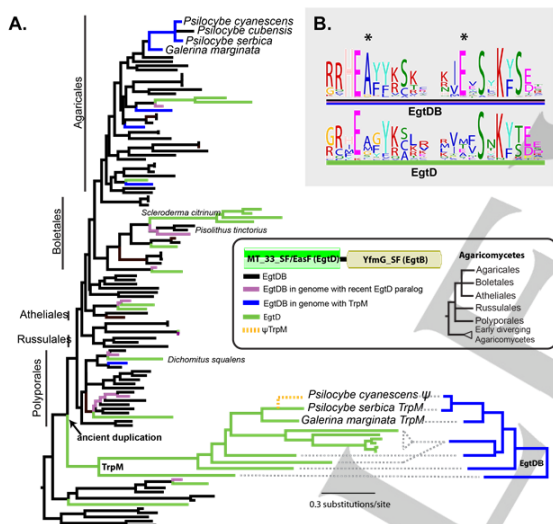 A.
Psilocybe cyanescens
Psilocybe cubensis
Psilocybe serbica
Galerina marginata
Agaricales
Scleroderma citrinum
Pisolithus tinctorius
Boletales
Atheliales
Russulales
Dichomitus squalens
Polyporales
ancient duplication
TrpM
B.
* *
EgtDB
EgtD
MT_33_SF/EasF (EgtD)
YfmG_SF (EgtB)
EgtDB
EgtDB in genome with recent EgtD paralog
EgtDB in genome with TrpM
EgtD
ψTrpM
Agaricomycetes
Agaricales
Boletales
Atheliales
Russulales
Polyporales
Early diverging
Agaricomycetes
Psilocybe cyanescens ψ
Psilocybe serbica TrpM
Galerina marginata TrpM
EgtDB
0.3 substitutions/site